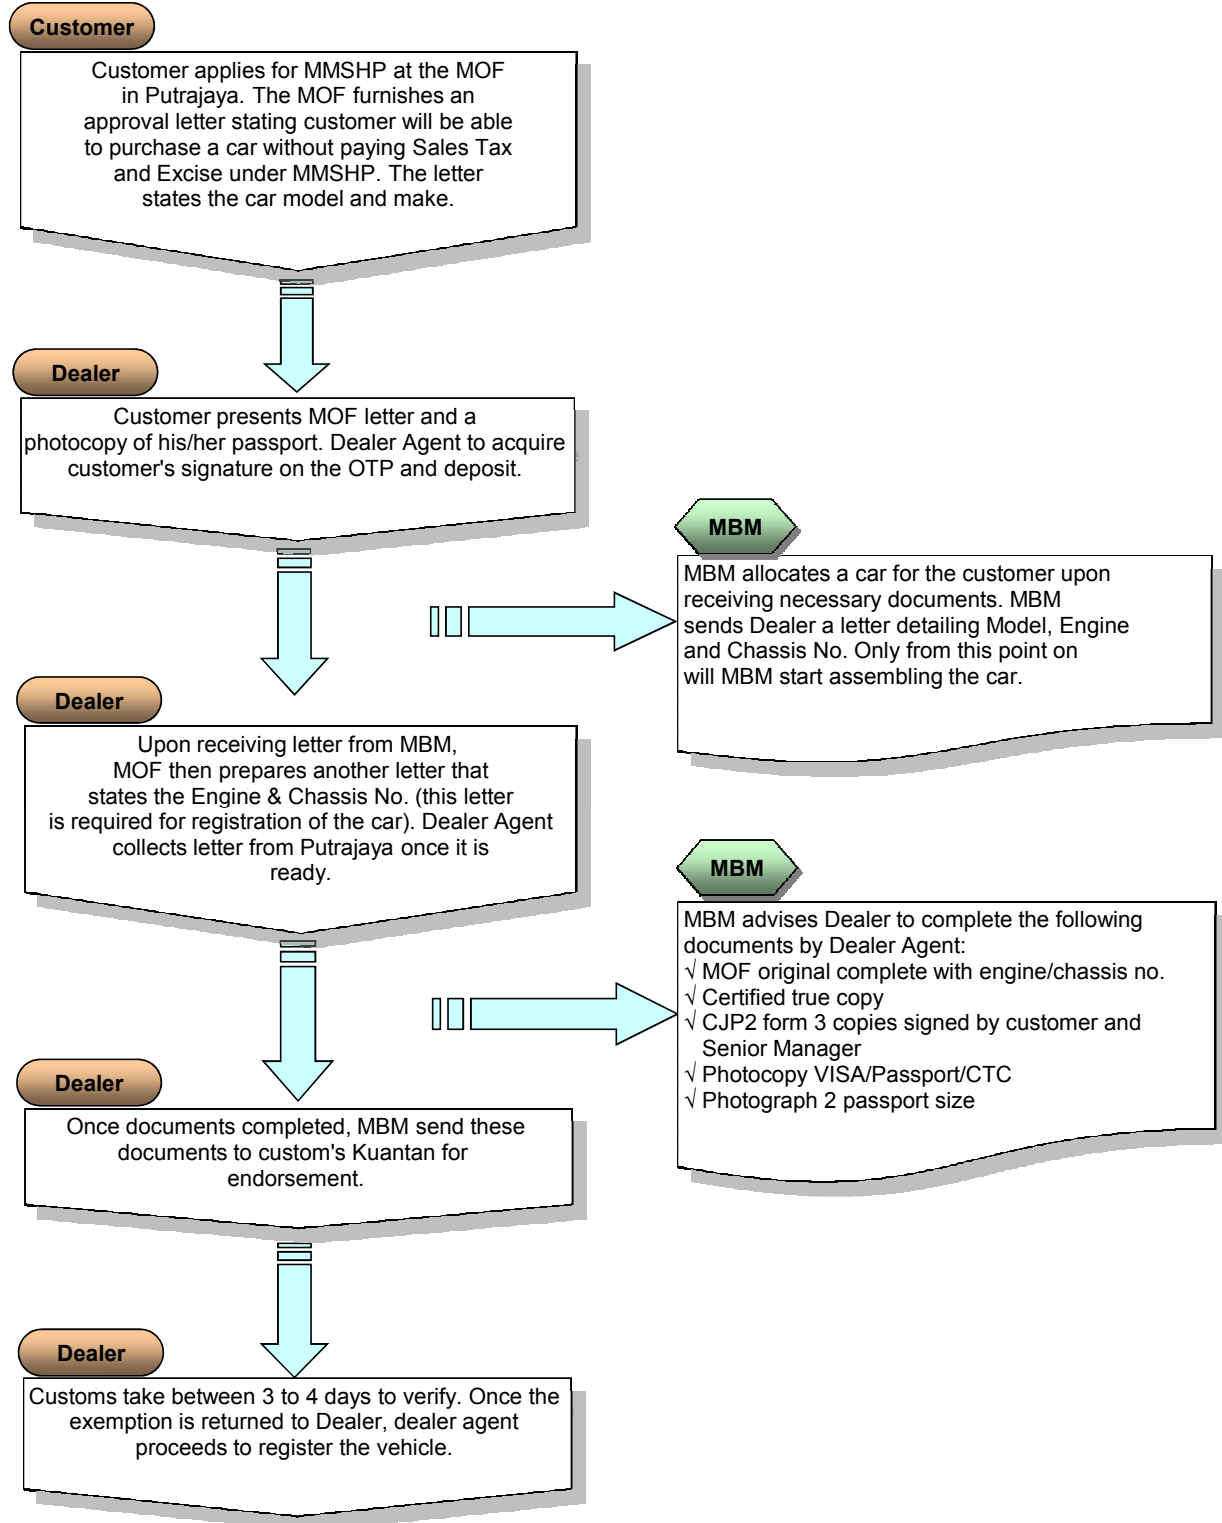 Customer
Customer applies for MMSHP at the MOF
in Putrajaya. The MOF furnishes an
approval letter stating customer will be able
to purchase a car without paying Sales Tax
and Excise under MMSHP. The letter
states the car model and make.
Dealer
Customer presents MOF letter and a
photocopy of his/her passport. Dealer Agent to acquire
customer's signature on the OTP and deposit.
MBM
MBM allocates a car for the customer upon
receiving necessary documents. MBM
sends Dealer a letter detailing Model, Engine
and Chassis No. Only from this point on
will MBM start assembling the car.
Dealer
Upon receiving letter from MBM,
MOF then prepares another letter that
states the Engine & Chassis No. (this letter
is required for registration of the car). Dealer Agent
collects letter from Putrajaya once it is
ready.
MBM
MBM advises Dealer to complete the following
documents by Dealer Agent:
√ MOF original complete with engine/chassis no.
√ Certified true copy
√ CJP2 form 3 copies signed by customer and
Senior Manager
√ Photocopy VISA/Passport/CTC
√ Photograph 2 passport size
Dealer
Once documents completed, MBM send these
documents to custom's Kuantan for
endorsement.
Dealer
Customs take between 3 to 4 days to verify. Once the
exemption is returned to Dealer, dealer agent
proceeds to register the vehicle.